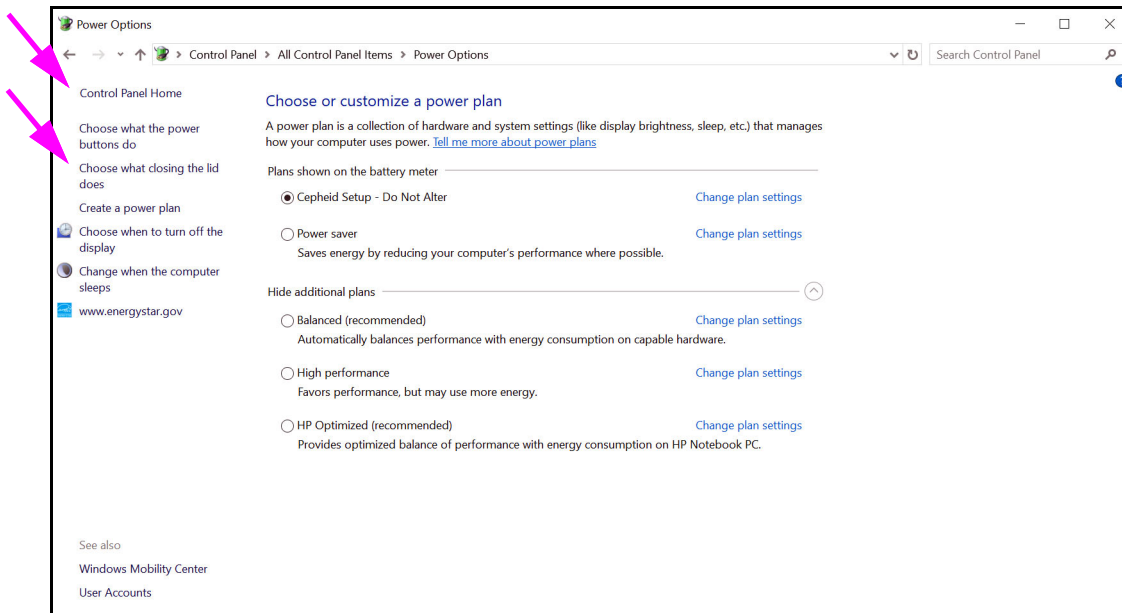 Power Options
Control Panel > All Control Panel Items > Power Options
Search Control Panel
Control Panel Home
Choose what the power
buttons do
Choose what closing the lid
does
Create a power plan
Choose when to turn off the
display
Change when the computer
sleeps
www.energystar.gov
Choose or customize a power plan
A power plan is a collection of hardware and system settings (like display brightness, sleep, etc.) that manages
how your computer uses power. Tell me more about power plans
Plans shown on the battery meter
Cepheid Setup - Do Not Alter Change plan settings
Power saver Change plan settings
Saves energy by reducing your computer's performance where possible.
Hide additional plans
Balanced (recommended) Change plan settings
Automatically balances performance with energy consumption on capable hardware.
High performance Change plan settings
Favors performance, but may use more energy.
HP Optimized (recommended) Change plan settings
Provides optimized balance of performance with energy consumption on HP Notebook PC.
See also
Windows Mobility Center
User Accounts